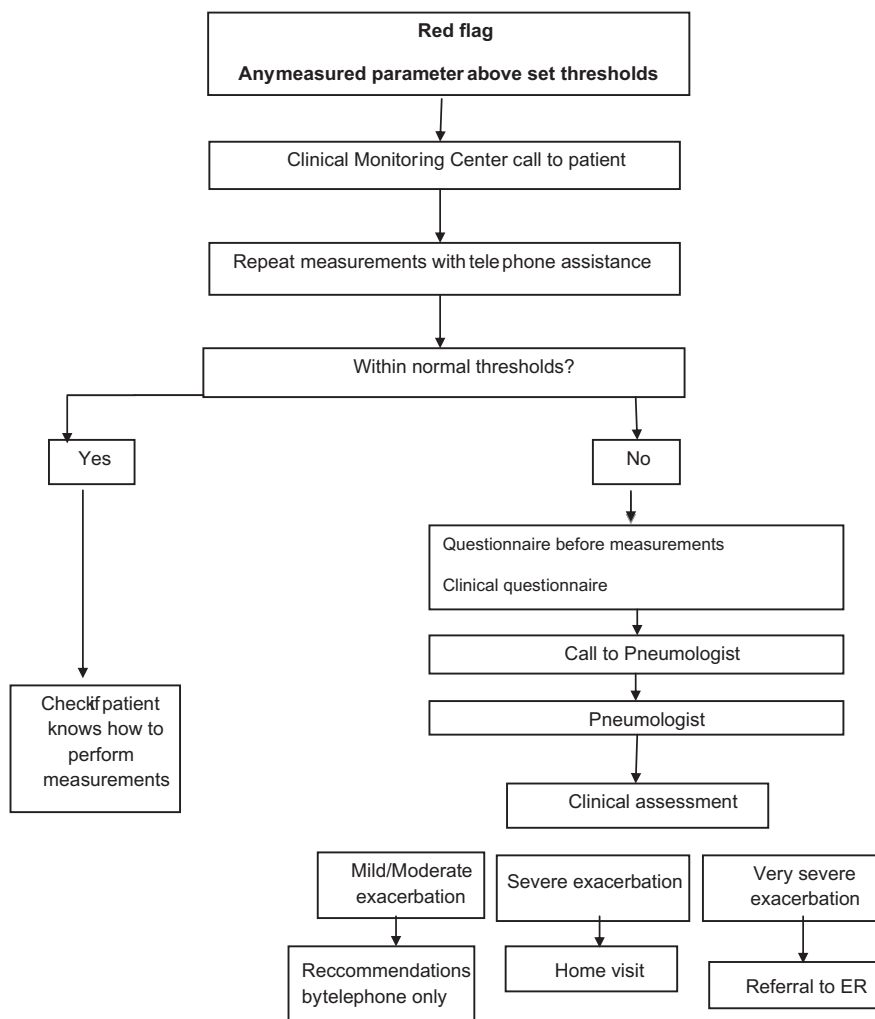 Red flag
Anymeasured parameter above set thresholds
Clinical Monitoring Center call to patient
Repeat measurements with telephone assistance
Within normal thresholds?
Yes
No
Questionnaire before measurements
Clinical questionnaire
Call to Pneumologist
Pneumologist
Check if patient
knows how to
perform
measurements
Clinical assessment
Mild/Moderate
exacerbation
Severe exacerbation
Very severe
exacerbation
Reccommendations
bytelephone only
Home visit
Referral to ER